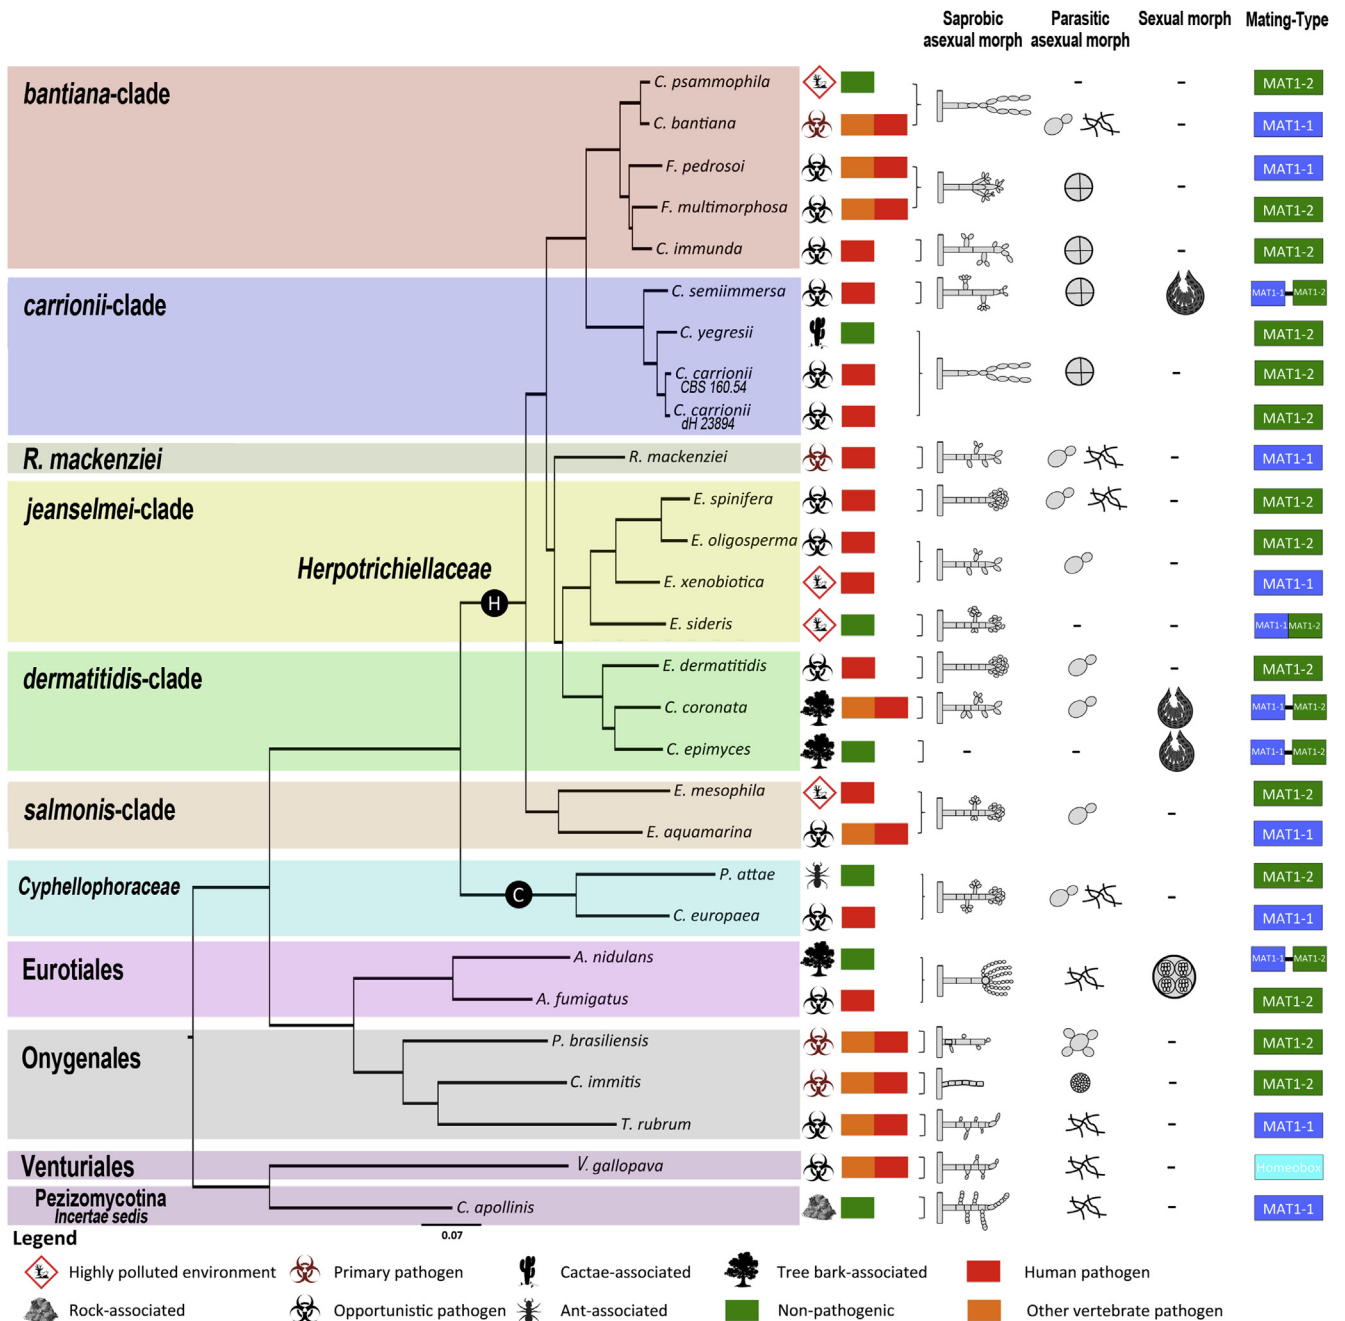 Saprobic asexual morph
Parasitic asexual morph
Sexual morph
Mating-Type
bantiana-clade
C. psammophila
-
-
MAT1-2
C. bantiana
-
MAT1-1
F. pedrosoi
MAT1-1
-
F. multimorphosa
MAT1-2
C. immunda
-
MAT1-2
carrionii-clade
C. semiimmersa
MAT1-1
MAT1-2
C. yegresii
MAT1-2
C. carrionii
CBS 160.54
-
MAT1-2
C. carrionii
dH 23894
MAT1-2
R. mackenziei
R. mackenziei
-
MAT1-1
jeanselmei-clade
E. spinifera
-
MAT1-2
E. oligosperma
MAT1-2
-
Herpotrichiellaceae
E. xenobiotica
MAT1-1
H
E. sideris
-
-
MAT1-1
MAT1-2
dermatitidis-clade
E. dermatitidis
-
MAT1-2
C. coronata
MAT1-1
MAT1-2
C. epimyces
-
-
MAT1-1
MAT1-2
salmonis-clade
E. mesophila
MAT1-2
-
E. aquamarina
MAT1-1
Cyphellophoraceae
P. attae
MAT1-2
C
-
C. europaea
MAT1-1
Eurotiales
A. nidulans
MAT1-1
MAT1-2
A. fumigatus
MAT1-2
Onygenales
P. brasiliensis
-
MAT1-2
C. immitis
-
MAT1-2
T. rubrum
-
MAT1-1
Venturiales
V. gallopava
-
Homeobox
Pezizomycotina
Incertae sedis
C. apollinis
-
MAT1-1
0.07
Legend
Highly polluted environment
Primary pathogen
Cactae-associated
Tree bark-associated
Human pathogen
Rock-associated
Opportunistic pathogen
Ant-associated
Non-pathogenic
Other vertebrate pathogen